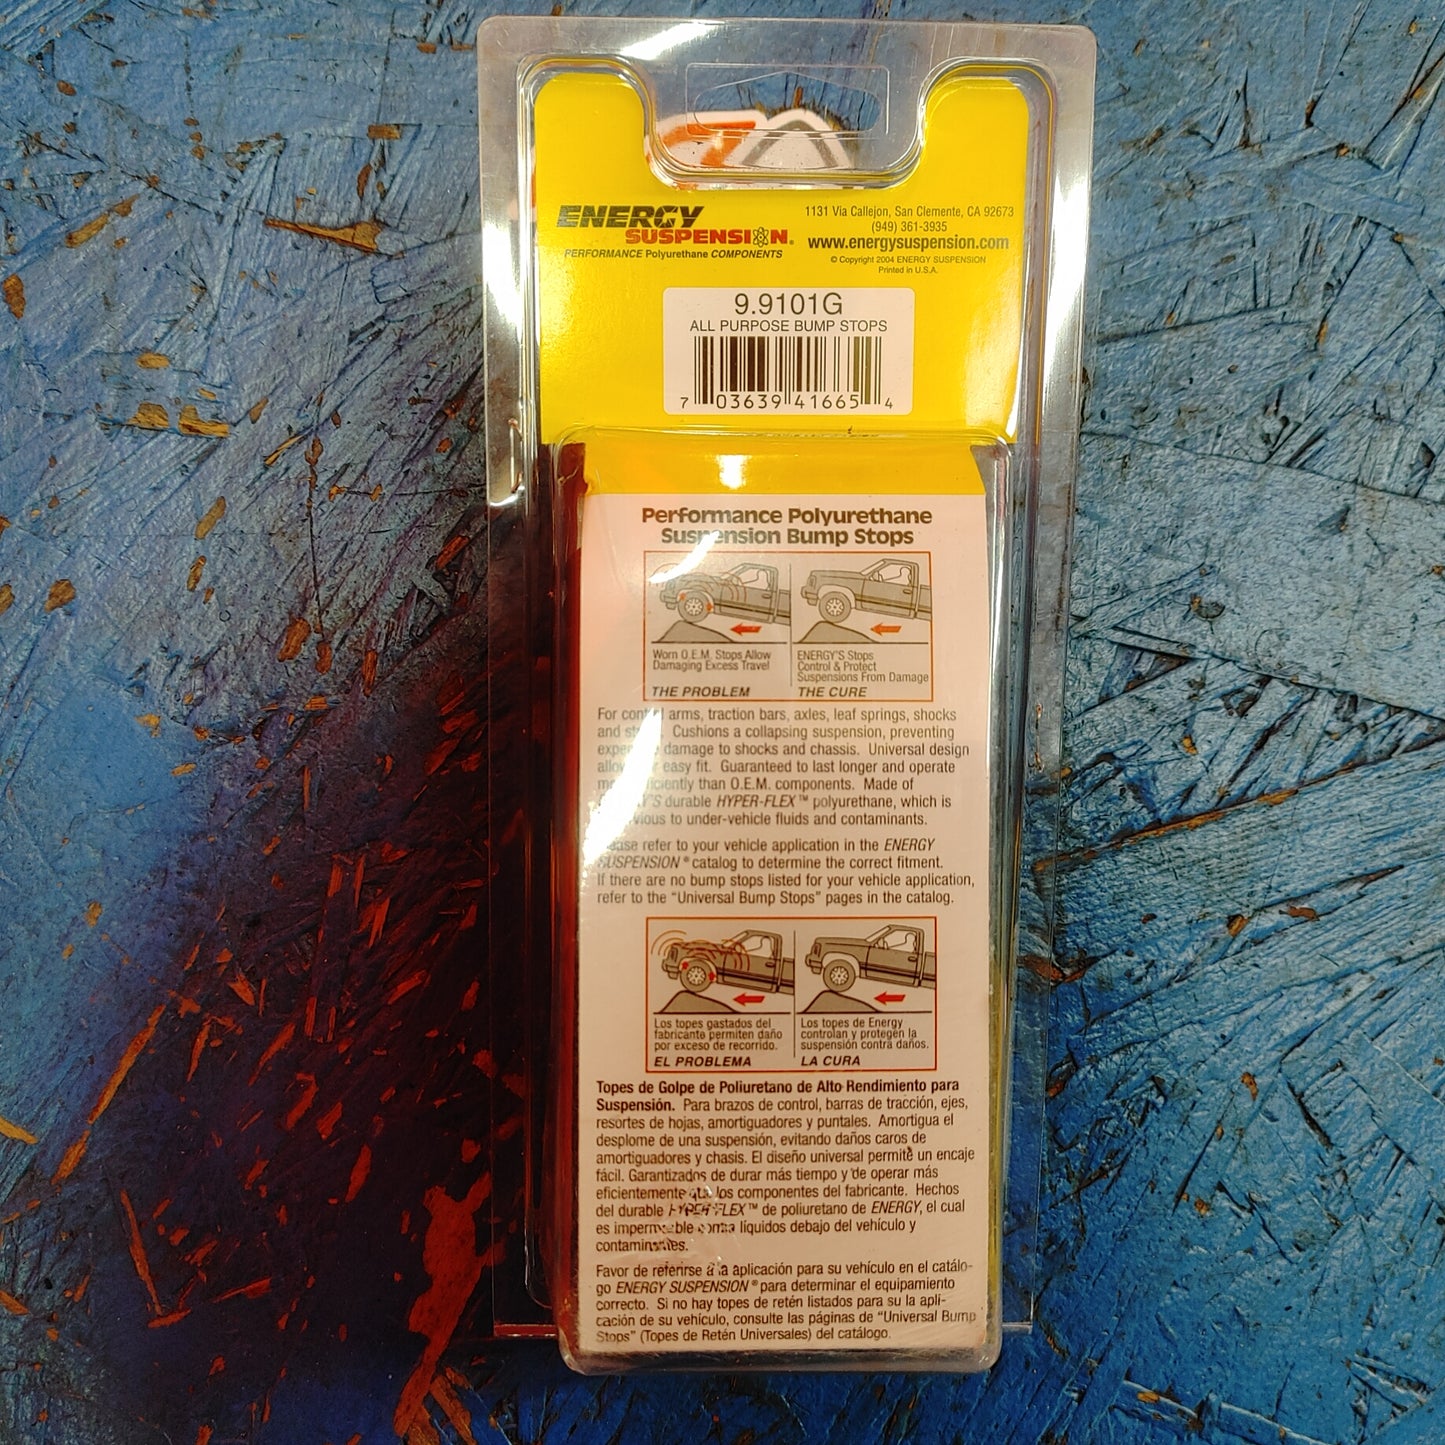 ENERGY
SUSPENSION®
PERFORMANCE Polyurethane COMPONENTS
1131 Via Callejon, San Clemente, CA 92673
(949) 361-3935
www.energysuspension.com
© Copyright 2004 ENERGY SUSPENSION
Printed in U.S.A.
9.9101G
ALL PURPOSE BUMP STOPS
7 03639 41665 4
Performance Polyurethane
Suspension Bump Stops
Worn O.E.M. Stops Allow
Damaging Excess Travel
THE PROBLEM
ENERGY'S Stops
Control & Protect
Suspensions From Damage
THE CURE
For control arms, traction bars, axles, leaf springs, shocks
and Cushions a collapsing suspension, preventing
damage to shocks and chassis. Universal design
easy fit. Guaranteed to last longer and operate
than O.E.M. components. Made of
durable HYPER-FLEX™ polyurethane, which is
to under-vehicle fluids and contaminants.
refer to your vehicle application in the ENERGY
SUSPENSION® catalog to determine the correct fitment.
If there are no bump stops listed for your vehicle application,
refer to the "Universal Bump Stops" pages in the catalog.
Los topes gastados del
fabricante permiten daño
por exceso de recorrido.
EL PROBLEMA
Los topes de Energy
controlan y protegen la
suspensión contra daños.
LA CURA
Topes de Golpe de Poliuretano de Alto Rendimiento para
Suspensión. Para brazos de control, barras de tracción, ejes,
resortes de hojas, amortiguadores y puntales. Amortigua el
desplome de una suspensión, evitando daños caros de
amortiguadores y chasis. El diseño universal permite un encaje
fácil. Garantizados de durar más tiempo y de operar más
eficientemente que los componentes del fabricante. Hechos
del durable HYPER-FLEX™ de poliuretano de ENERGY, el cual
es impermeable contra líquidos debajo del vehículo y
contaminantes.
Favor de referirse a la aplicación para su vehículo en el catálo-
go ENERGY SUSPENSION® para determinar el equipamiento
correcto. Si no hay topes de retén listados para su la apli-
cación de su vehículo, consulte las páginas de "Universal Bump
Stops" (Topes de Retén Universales) del catálogo.